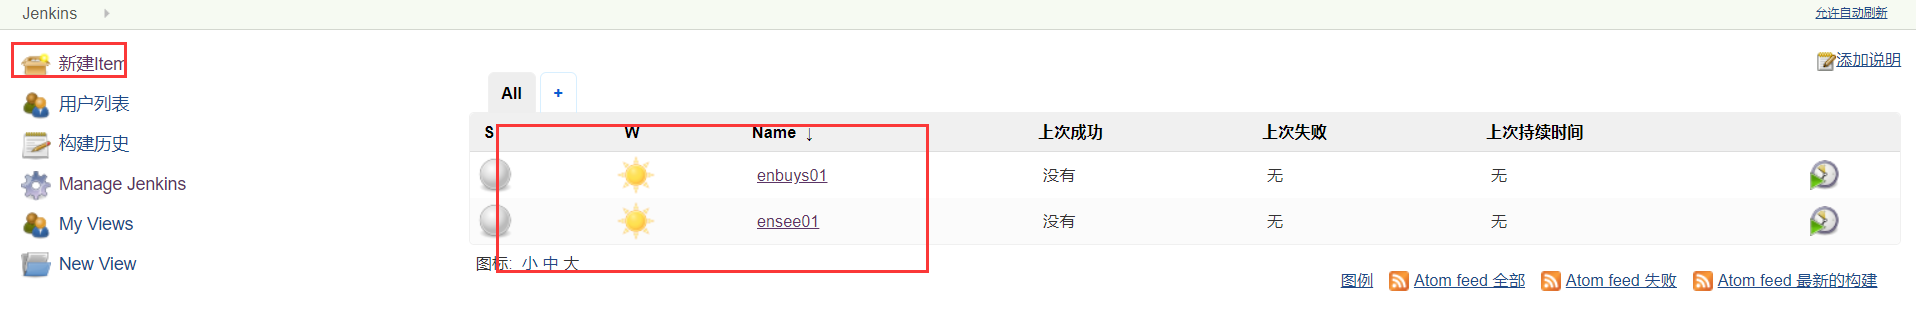 Jenkins
允许自动刷新
新建Item
用户列表
构建历史
Manage Jenkins
My Views
New View
添加说明
All +
S W Name ↓ 上次成功 上次失败 上次持续时间
enbuys01 没有 无 无
ensee01 没有 无 无
图标: 小 中 大
图例 Atom feed 全部 Atom feed 失败 Atom feed 最新的构建